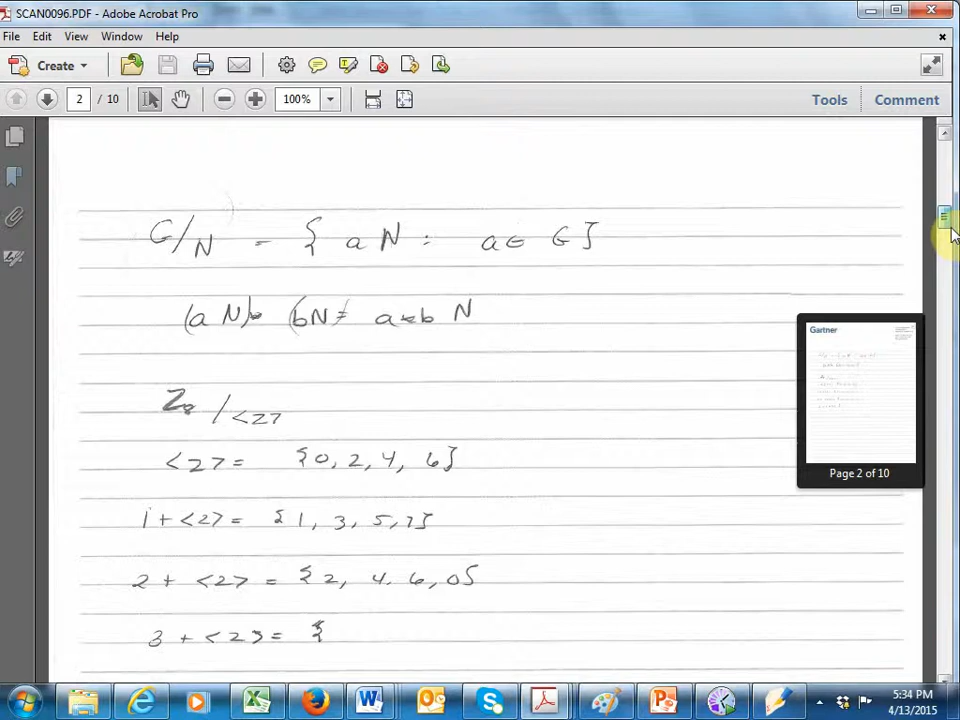 SCAN0096.PDF - Adobe Acrobat Pro
File Edit View Window Help
Create
2 / 10 100% Tools Comment
G/N = { a N : a ∈ G }
(a N) * (bN) = a * b N
Z8 / <2>
<2> = {0, 2, 4, 6}
1 + <2> = {1, 3, 5, 7}
2 + <2> = {2, 4, 6, 0}
3 + <2> = {
Gartner
Page 2 of 10
5:34 PM
4/13/2015